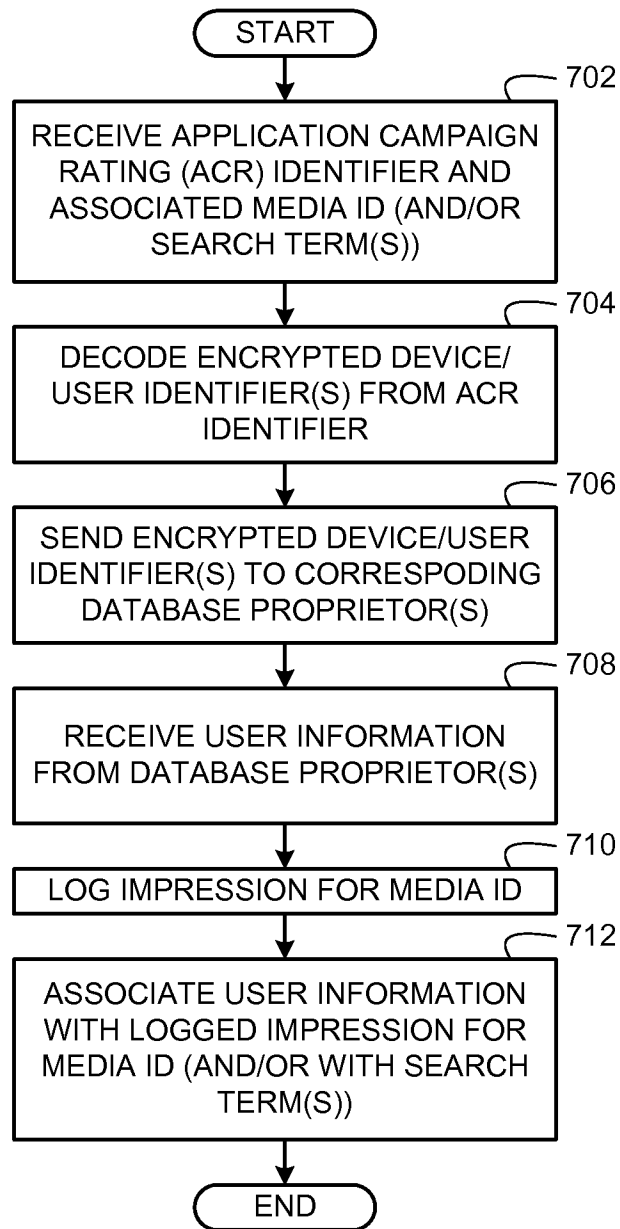 START
702
RECEIVE APPLICATION CAMPAIGN
RATING (ACR) IDENTIFIER AND
ASSOCIATED MEDIA ID (AND/OR
SEARCH TERM(S))
704
DECODE ENCRYPTED DEVICE/
USER IDENTIFIER(S) FROM ACR
IDENTIFIER
706
SEND ENCRYPTED DEVICE/USER
IDENTIFIER(S) TO CORRESPODING
DATABASE PROPRIETOR(S)
708
RECEIVE USER INFORMATION
FROM DATABASE PROPRIETOR(S)
710
LOG IMPRESSION FOR MEDIA ID
712
ASSOCIATE USER INFORMATION
WITH LOGGED IMPRESSION FOR
MEDIA ID (AND/OR WITH SEARCH
TERM(S))
END